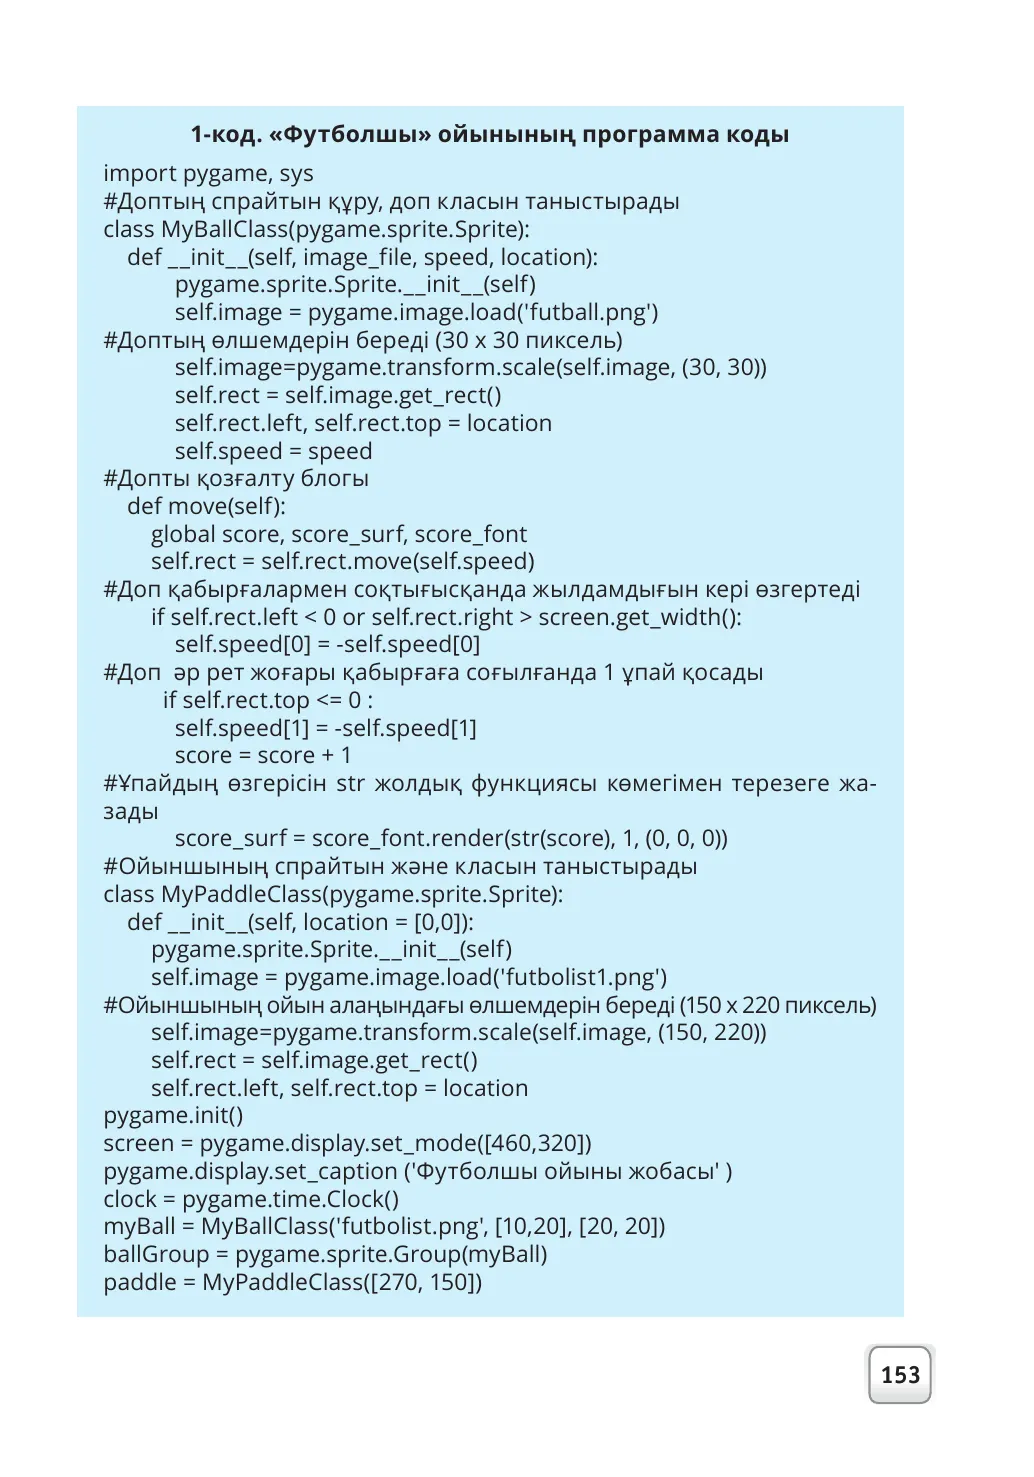 1-код. «Футболшы» ойынының программа коды
import pygame, sys
#Доптың спрайтын құру, доп класын таныстырады
class MyBallClass(pygame.sprite.Sprite):
def __init__(self, image_file, speed, location):
pygame.sprite.Sprite.__init__(self)
self.image = pygame.image.load('futball.png')
#Доптың өлшемдерін береді (30 x 30 пиксель)
self.image=pygame.transform.scale(self.image, (30, 30))
self.rect = self.image.get_rect()
self.rect.left, self.rect.top = location
self.speed = speed
#Допты қозғалту блогы
def move(self):
global score, score_surf, score_font
self.rect = self.rect.move(self.speed)
#Доп қабырғалармен соқтығысқанда жылдамдығын кері өзгертеді
if self.rect.left < 0 or self.rect.right > screen.get_width():
self.speed[0] = -self.speed[0]
#Доп әр рет жоғары қабырғаға соғылғанда 1 ұпай қосады
if self.rect.top <= 0 :
self.speed[1] = -self.speed[1]
score = score + 1
#Ұпайдың өзгерісін str жолдық функциясы көмегімен терезеге жа-
зады
score_surf = score_font.render(str(score), 1, (0, 0, 0))
#Ойыншының спрайтын және класын таныстырады
class MyPaddleClass(pygame.sprite.Sprite):
def __init__(self, location = [0,0]):
pygame.sprite.Sprite.__init__(self)
self.image = pygame.image.load('futbolist1.png')
#Ойыншының ойын алаңындағы өлшемдерін береді (150 x 220 пиксель)
self.image=pygame.transform.scale(self.image, (150, 220))
self.rect = self.image.get_rect()
self.rect.left, self.rect.top = location
pygame.init()
screen = pygame.display.set_mode([460,320])
pygame.display.set_caption ('Футболшы ойыны жобасы' )
clock = pygame.time.Clock()
myBall = MyBallClass('futbolist.png', [10,20], [20, 20])
ballGroup = pygame.sprite.Group(myBall)
paddle = MyPaddleClass([270, 150])
153